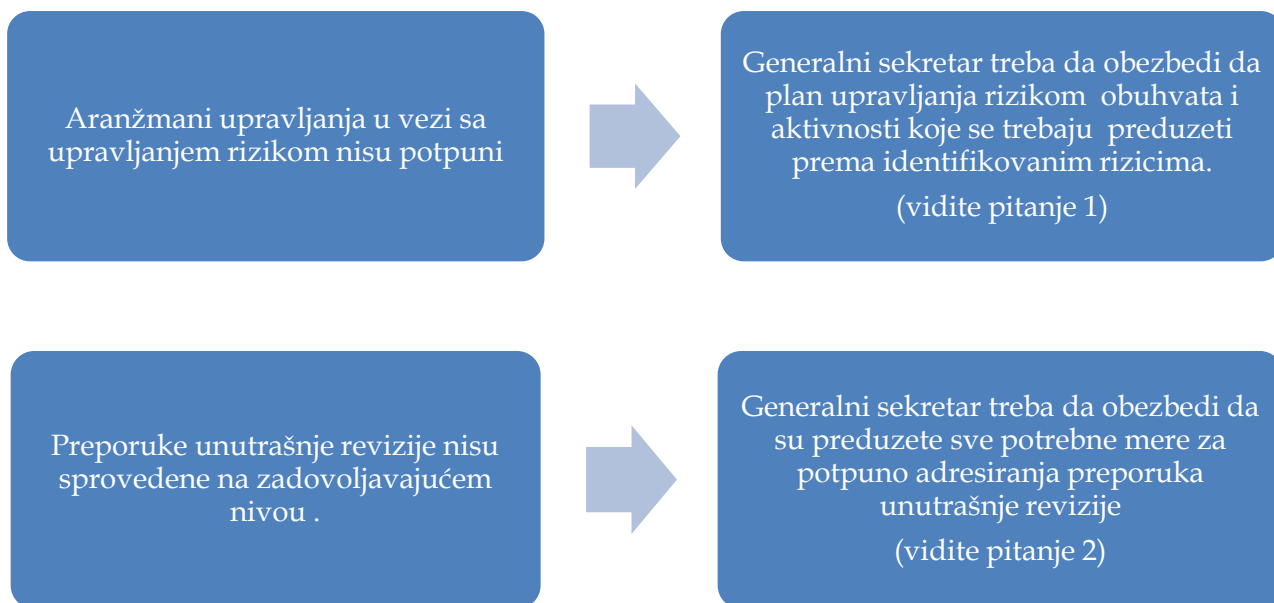 Aranžmani upravljanja u vezi sa
upravljanjem rizikom nisu potpuni
Generalni sekretar treba da obezbedi da
plan upravljanja rizikom  obuhvata i
aktivnosti koje se trebaju  preduzeti
prema identifikovanim rizicima.
(vidite pitanje 1)
Preporuke unutrašnje revizije nisu
sprovedene na zadovoljavajućem
nivou .
Generalni sekretar treba da obezbedi da
su preduzete sve potrebne mere za
potpuno adresiranja preporuka
unutrašnje revizije
(vidite pitanje 2)